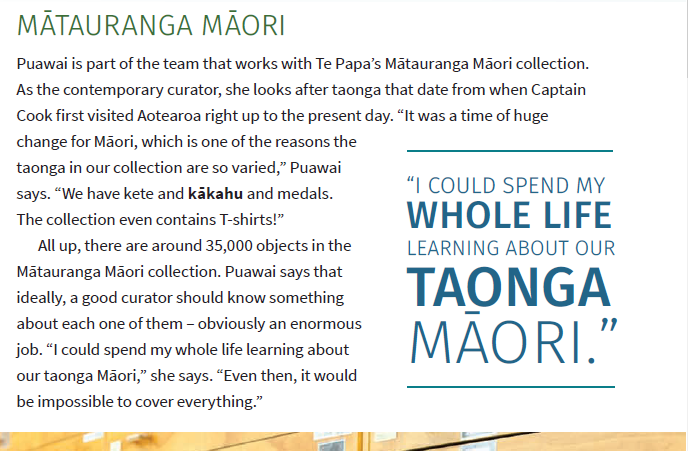 MĀTAURANGA MĀORI
Puawai is part of the team that works with Te Papa’s Mātauranga Māori collection.
As the contemporary curator, she looks after taonga that date from when Captain
Cook first visited Aotearoa right up to the present day. “It was a time of huge
change for Māori, which is one of the reasons the
taonga in our collection are so varied,” Puawai
says. “We have kete and kākahu and medals.
The collection even contains T-shirts!”
All up, there are around 35,000 objects in the
Mātauranga Māori collection. Puawai says that
ideally, a good curator should know something
about each one of them – obviously an enormous
job. “I could spend my whole life learning about
our taonga Māori,” she says. “Even then, it would
be impossible to cover everything.”
“I COULD SPEND MY
WHOLE LIFE
LEARNING ABOUT OUR
TAONGA
MĀORI.”